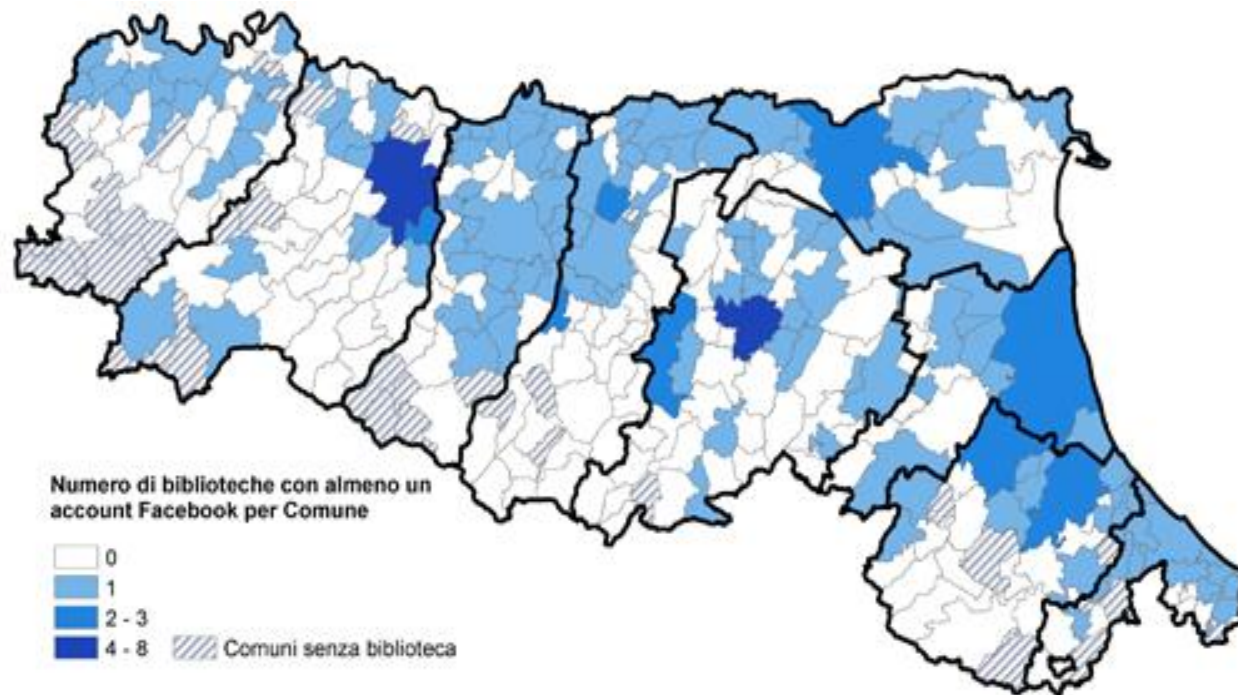 Numero di biblioteche con almeno un
account Facebook per Comune
0
1
2 - 3
4 - 8
Comuni senza biblioteca